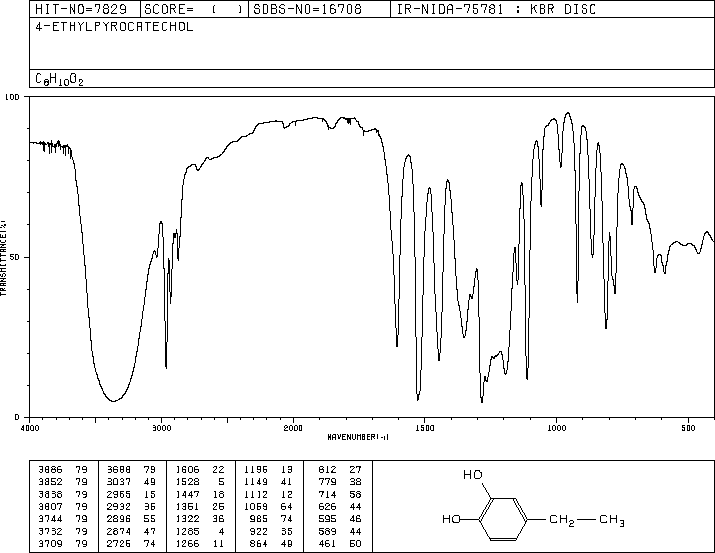 HIT-NO=7829 SCORE= ( ) SDBS-NO=16708 IR-NIDA-75781 : KBR DISC
4-ETHYLPYROCATECHOL
C8H10O2
100
TRANSMITTANCE(%)
50
0
4000 3000 2000 1500 1000 500
WAVENUMBER(-1)
3886 79 3688 79 1606 22 1196 13 812 27
3852 79 3037 49 1528 5 1149 41 779 38
3838 79 2965 15 1447 18 1112 12 714 58
3807 79 2932 35 1351 25 1059 64 626 44
3744 79 2896 55 1322 36 985 74 595 46
3732 79 2874 47 1285 4 922 35 589 44
3709 79 2725 74 1266 11 864 49 461 50
HO
HO
CH2 CH3